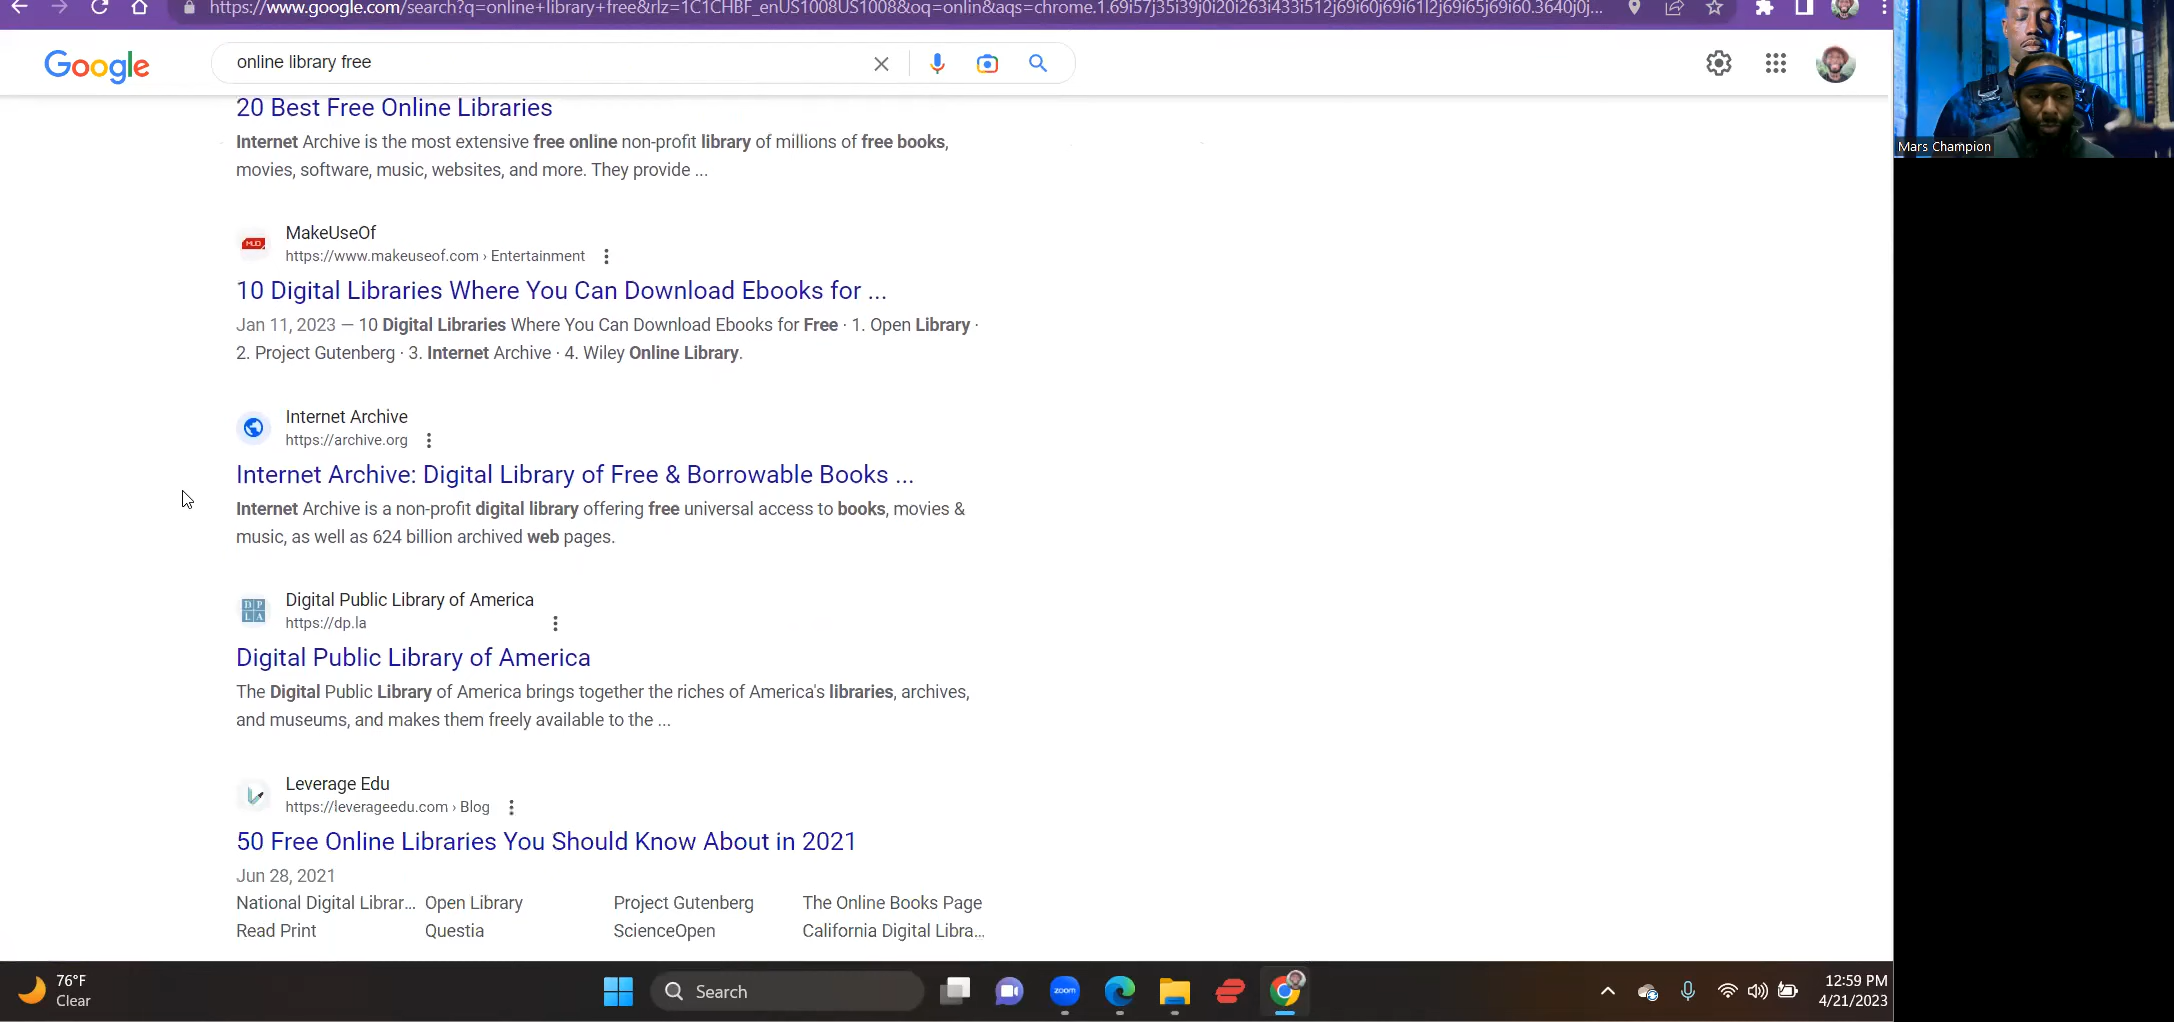 https://www.google.com/search?q=online+library+free&rlz=1C1CHBF_enUS1008US1008&oq=onlin&aqs=chrome.1.69i57j35i39j0i20i263i433i512j69i60j69i61l2j69i65j69i60.3640j0j...
Google
online library free
20 Best Free Online Libraries
Internet Archive is the most extensive free online non-profit library of millions of free books,
movies, software, music, websites, and more. They provide ...
Mars Champion
MUO
MakeUseOf
https://www.makeuseof.com › Entertainment
10 Digital Libraries Where You Can Download Ebooks for ...
Jan 11, 2023 — 10 Digital Libraries Where You Can Download Ebooks for Free · 1. Open Library ·
2. Project Gutenberg · 3. Internet Archive · 4. Wiley Online Library.
Internet Archive
https://archive.org
Internet Archive: Digital Library of Free & Borrowable Books ...
Internet Archive is a non-profit digital library offering free universal access to books, movies &
music, as well as 624 billion archived web pages.
DP
LA
Digital Public Library of America
https://dp.la
Digital Public Library of America
The Digital Public Library of America brings together the riches of America's libraries, archives,
and museums, and makes them freely available to the ...
Leverage Edu
https://leverageedu.com › Blog
50 Free Online Libraries You Should Know About in 2021
Jun 28, 2021
National Digital Librar... Open Library Project Gutenberg The Online Books Page
Read Print Questia ScienceOpen California Digital Libra...
76°F
Clear
Search
zoom
12:59 PM
4/21/2023